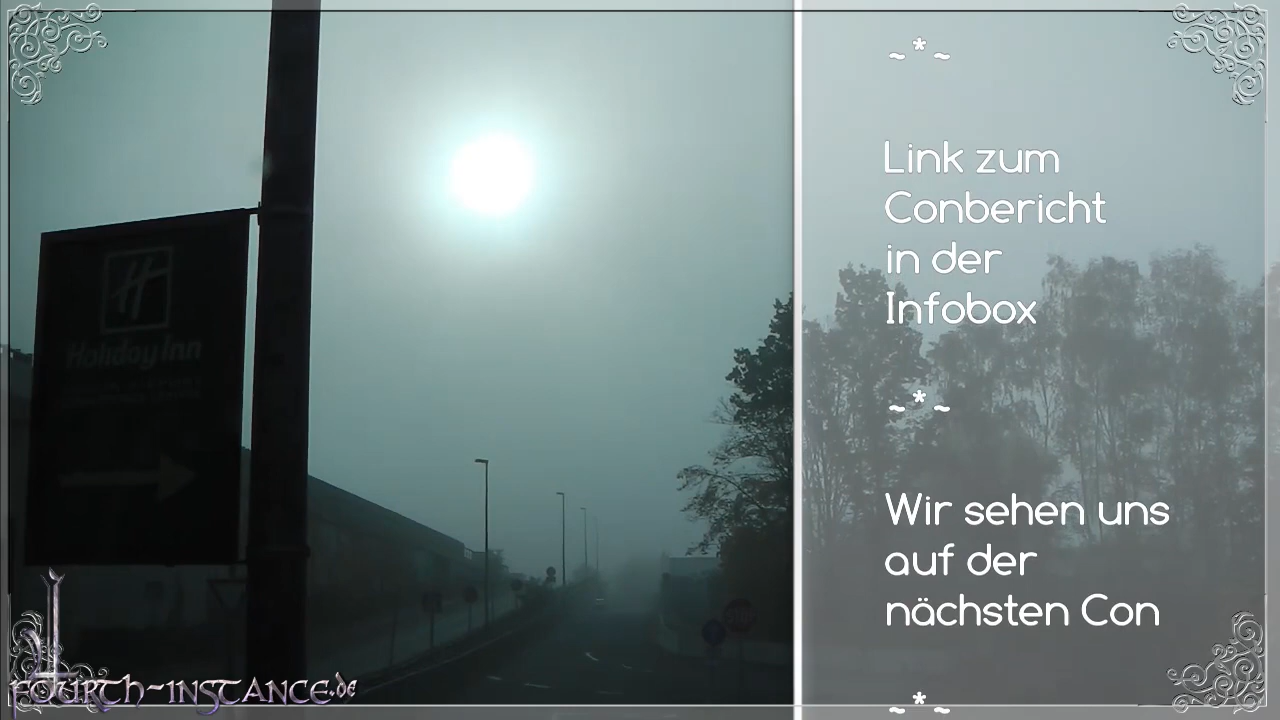 Holiday Inn
~*~
Link zum
Conbericht
in der
Infobox
~*~
Wir sehen uns
auf der
nächsten Con
~*~
FOURTH-INSTANCE.de